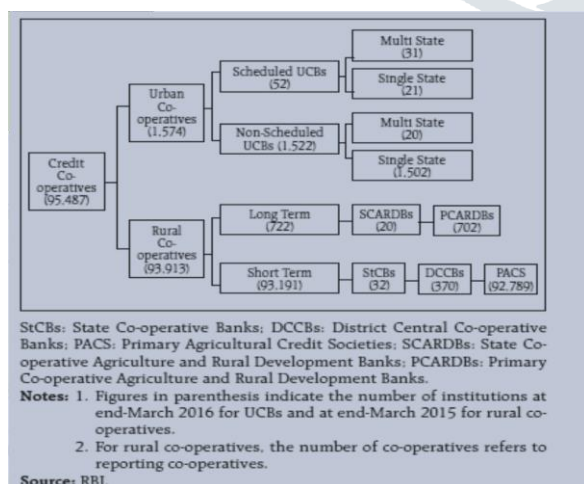 Multi State
(31)
Scheduled UCBs
(52)
Single State
(21)
Urban
Co-
operatives
(1.574)
Multi State
(20)
Non-Scheduled
UCBs (1.522)
Single State
(1.502)
Credit
Co-
operatives
(95.487)
Long Term
(722)
SCARDBs
(20)
PCARDBs
(702)
Rural
Co-
operatives
(93.913)
Short Term
(93.191)
StCBs
(32)
DCCBs
(370)
PACS
(92.789)
StCBs: State Co-operative Banks; DCCBs: District Central Co-operative
Banks; PACS: Primary Agricultural Credit Societies; SCARDBs: State Co-
operative Agriculture and Rural Development Banks; PCARDBs: Primary
Co-operative Agriculture and Rural Development Banks.
Notes: 1. Figures in parenthesis indicate the number of institutions at
end-March 2016 for UCBs and at end-March 2015 for rural co-
operatives.
2. For rural co-operatives, the number of co-operatives refers to
reporting co-operatives.
Source: RBI.